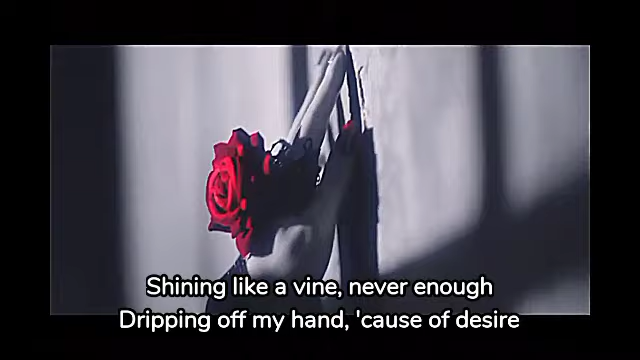 Shining like a vine, never enough
Dripping off my hand, 'cause of desire